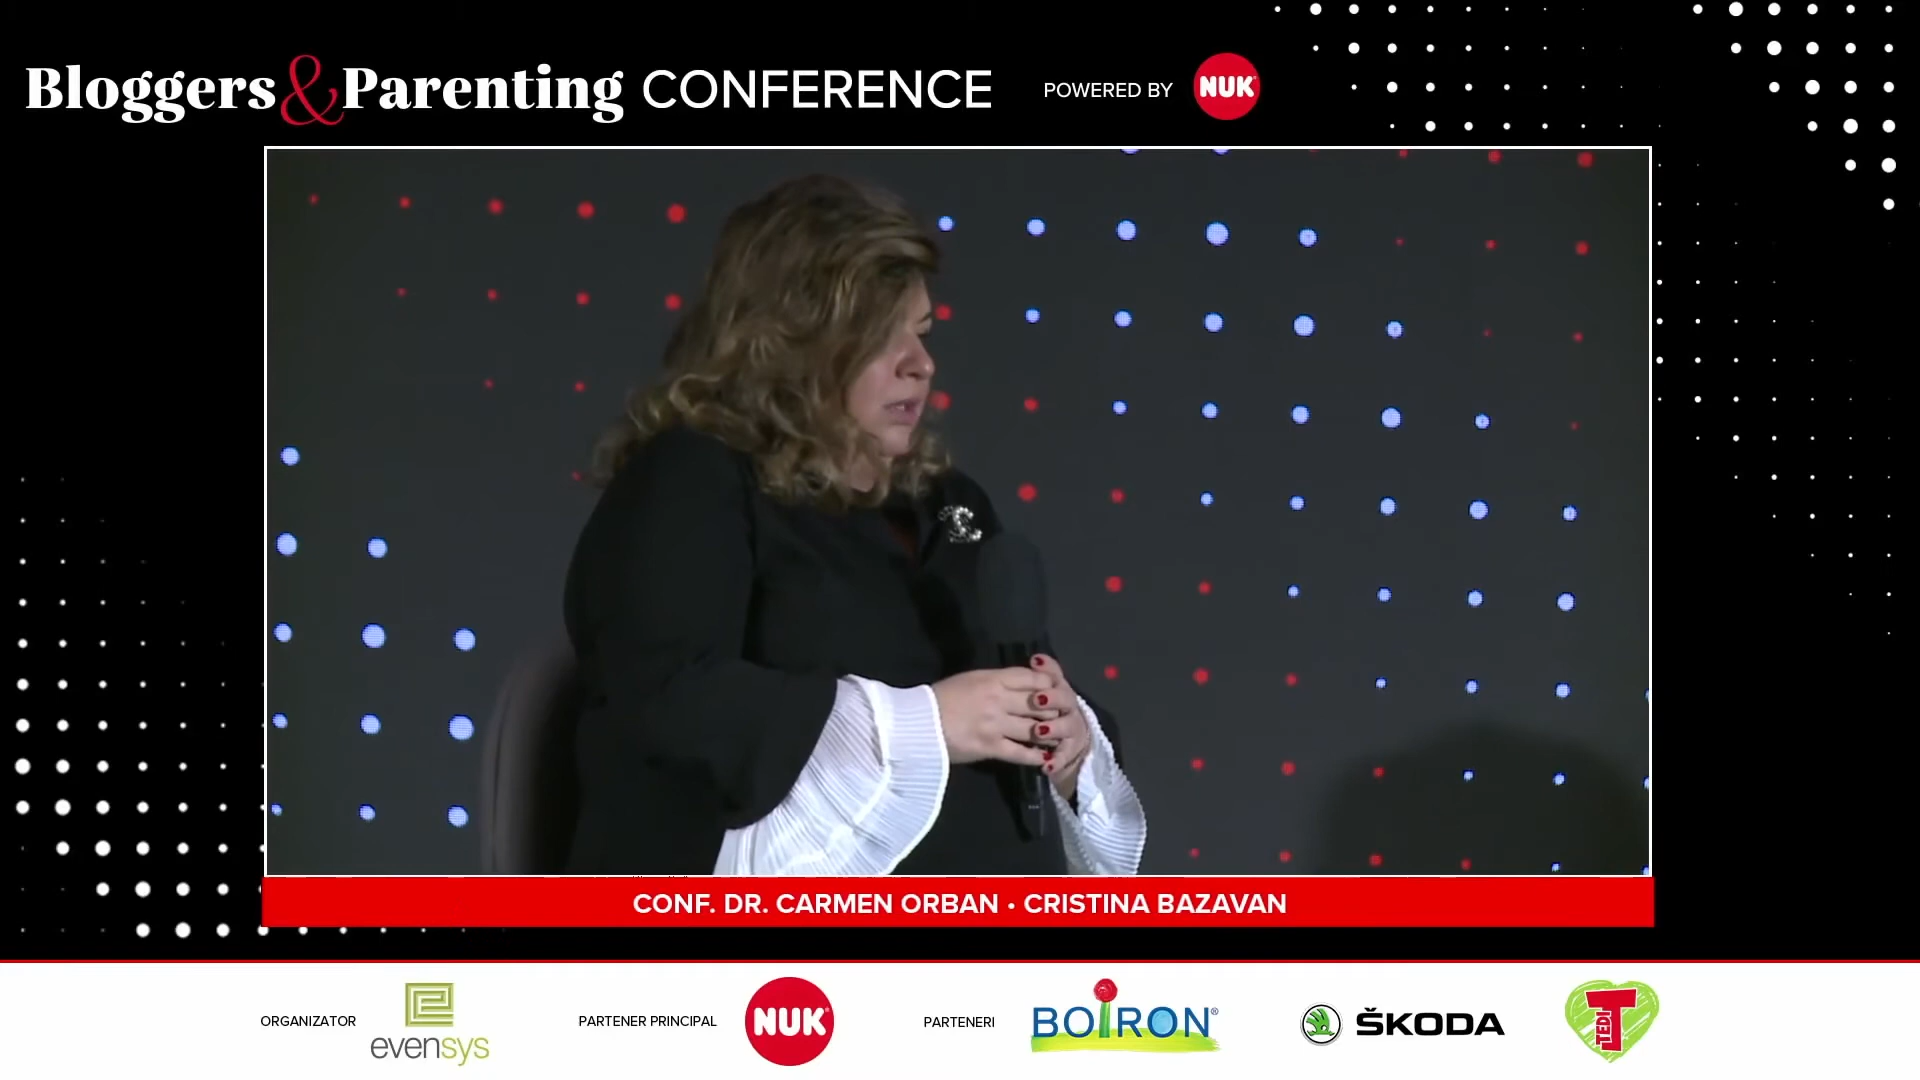 Bloggers&Parenting CONFERENCE
POWERED BY NUK
CONF. DR. CARMEN ORBAN • CRISTINA BAZAVAN
ORGANIZATOR
evensys
PARTENER PRINCIPAL
NUK
PARTENERI
BOIRON®
ŠKODA
TEDI